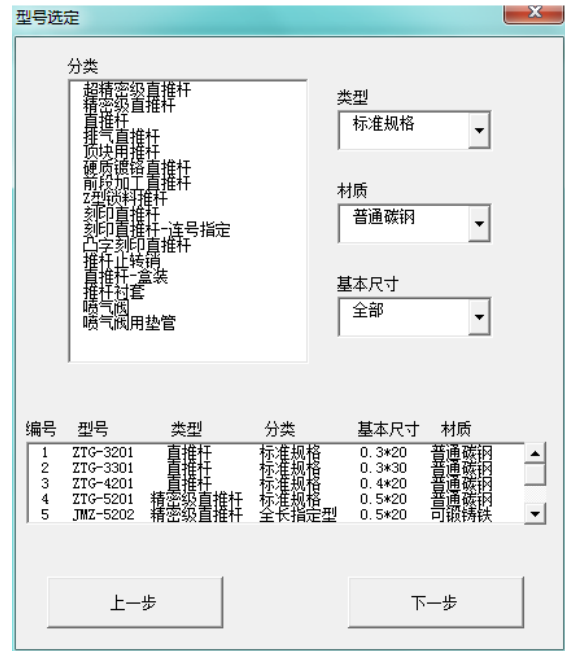 型号选定
分类
超精密级直推杆
精密级直推杆
直推杆
排气直推杆
顶块用推杆
硬质镀铬直推杆
前段加工直推杆
Z型锁料推杆
刻印直推杆
刻印直推杆-连号指定
凸字刻印直推杆
推杆止转销
直推杆-盒装
推杆衬套
喷气阀
喷气阀用垫管
类型
标准规格
材质
普通碳钢
基本尺寸
全部
编号 型号 类型 分类 基本尺寸 材质
1 ZTG-3201 直推杆 标准规格 0.3*20 普通碳钢
2 ZTG-3301 直推杆 标准规格 0.3*30 普通碳钢
3 ZTG-4201 直推杆 标准规格 0.4*20 普通碳钢
4 ZTG-5201 精密级直推杆 标准规格 0.5*20 普通碳钢
5 JMZ-5202 精密级直推杆 全长指定型 0.5*20 可锻铸铁
上一步 下一步